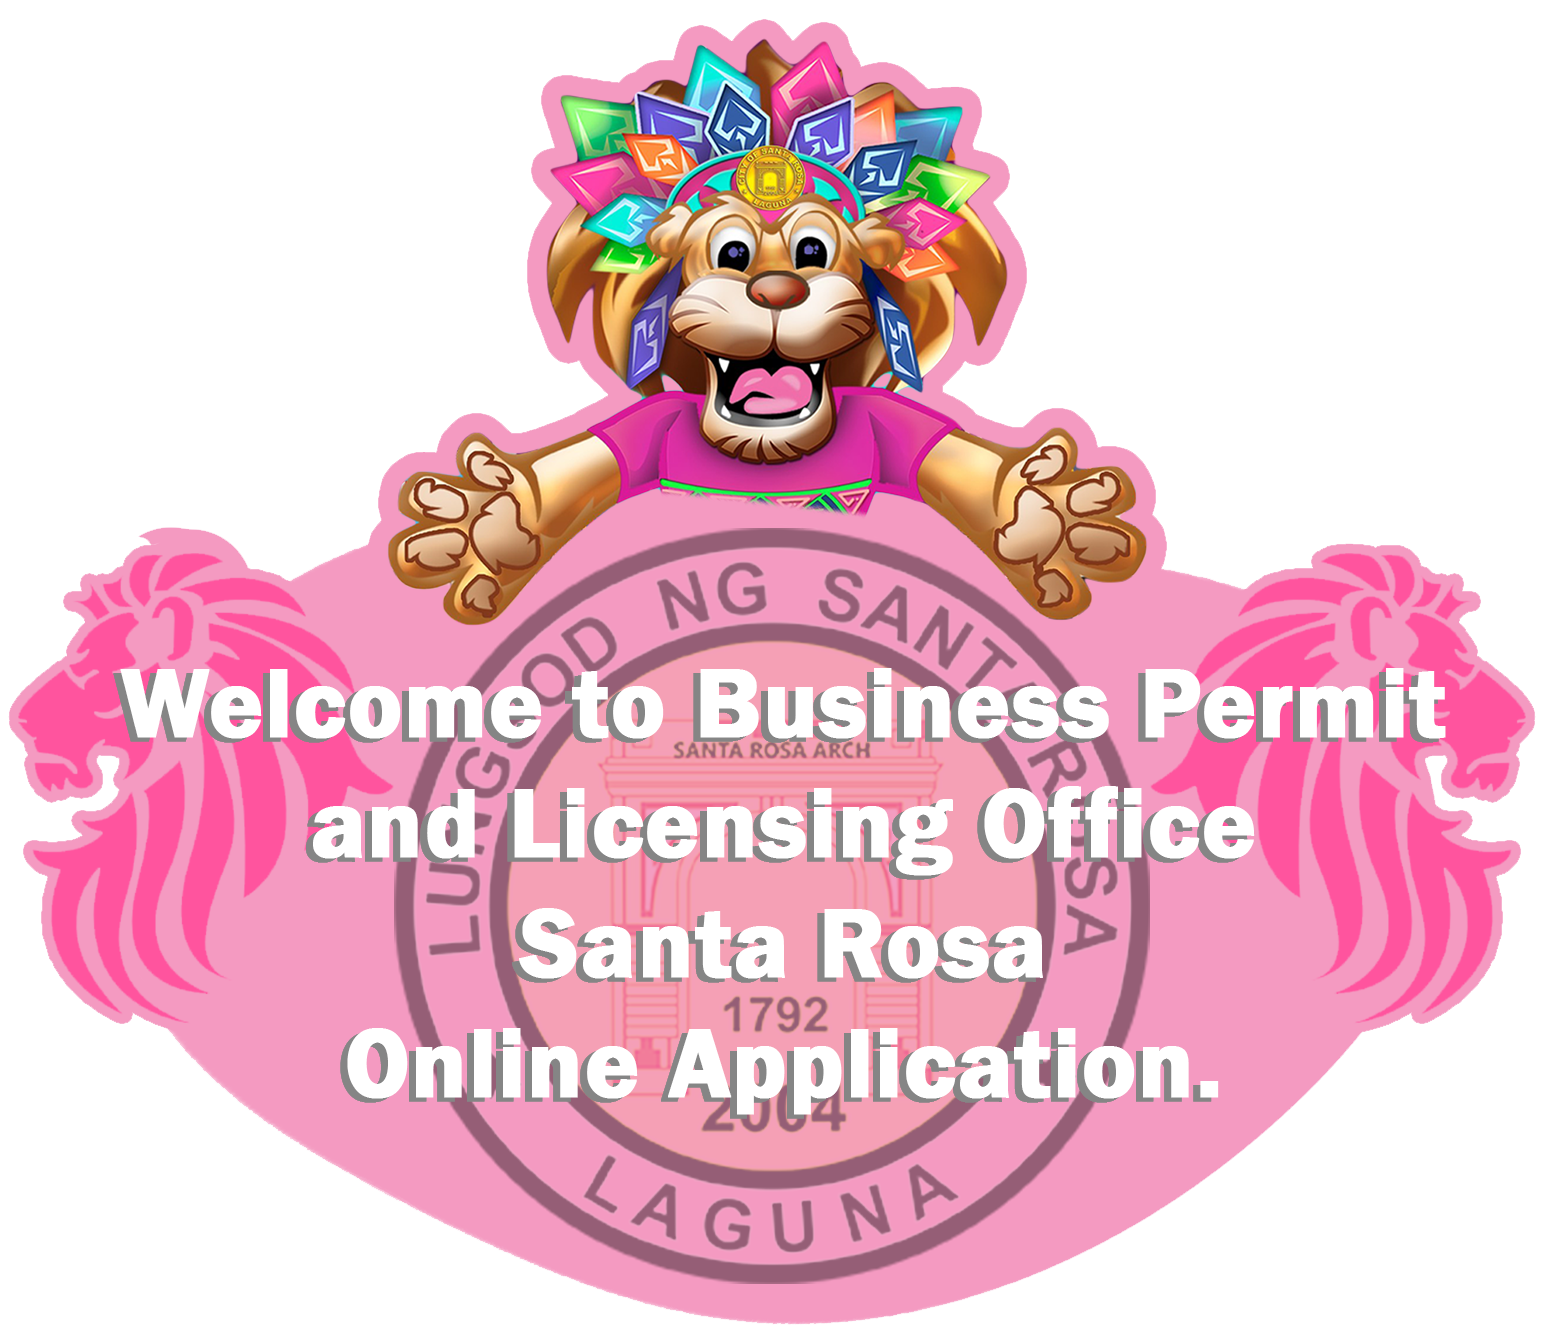 CITY OF SANTA ROSA
LAGUNA
LUNGSOD NG SANTA ROSA
Welcome to Business Permit
SANTA ROSA ARCH
and Licensing Office
Santa Rosa
1792
Online Application.
2004
LAGUNA